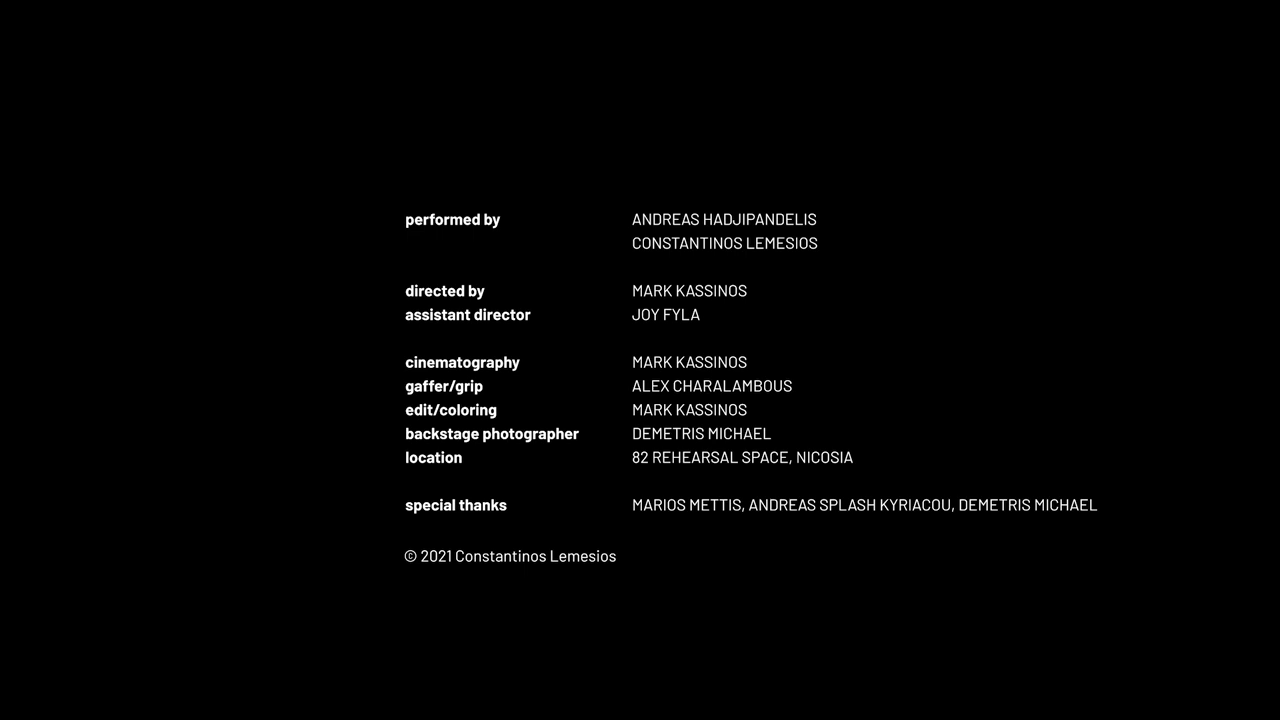 performed by ANDREAS HADJIPANDELIS
CONSTANTINOS LEMESIOS
directed by MARK KASSINOS
assistant director JOY FYLA
cinematography MARK KASSINOS
gaffer/grip ALEX CHARALAMBOUS
edit/coloring MARK KASSINOS
backstage photographer DEMETRIS MICHAEL
location 82 REHEARSAL SPACE, NICOSIA
special thanks MARIOS METTIS, ANDREAS SPLASH KYRIACOU, DEMETRIS MICHAEL
© 2021 Constantinos Lemesios